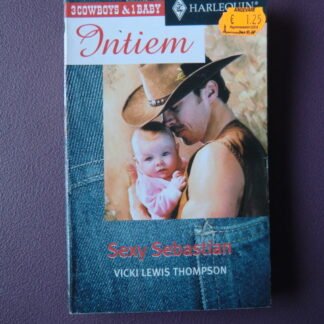 3 COWBOYS & 1 BABY
HARLEQUIN
€ 1.25
Intiem
Sexy Sebastian
VICKI LEWIS THOMPSON